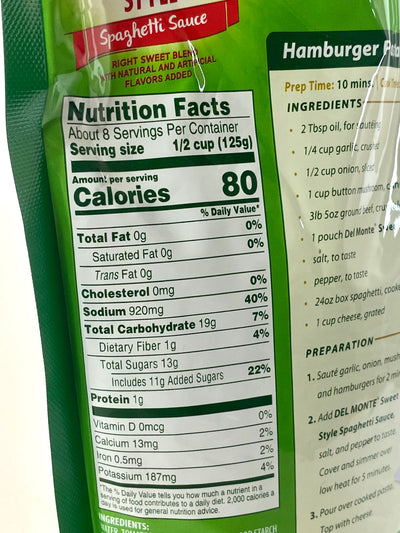 STYLE
Spaghetti Sauce
RIGHT SWEET BLEND
WITH NATURAL AND ARTIFICIAL
FLAVORS ADDED
Nutrition Facts
About 8 Servings Per Container
Serving size 1/2 cup (125g)
Amount per serving
Calories 80
% Daily Value*
Total Fat 0g 0%
Saturated Fat 0g 0%
Trans Fat 0g
Cholesterol 0mg 0%
Sodium 920mg 40%
Total Carbohydrate 19g 7%
Dietary Fiber 1g 4%
Total Sugars 13g
Includes 11g Added Sugars 22%
Protein 1g
Vitamin D 0mcg 0%
Calcium 13mg 2%
Iron 0.5mg 2%
Potassium 187mg 4%
*The % Daily Value tells you how much a nutrient in a
serving of food contributes to a daily diet. 2,000 calories a
day is used for general nutrition advice.
INGREDIENTS:
Hamburger
Prep Time: 10 mins.
INGREDIENTS
• 2 Tbsp oil, for sautéing
• 1/4 cup garlic, crushed
• 1/2 cup onion, sliced
• 1 cup button mushroom,
• 3lb 5oz ground beef,
• 1 pouch DEL MONTE
• salt, to taste
• pepper, to taste
• 24oz box spaghetti,
• 1 cup cheese, grated
PREPARATION
1. Sauté garlic, onion,
and hamburgers for 2
2. Add DEL MONTE Sweet
Style Spaghetti Sauce,
salt, and pepper to taste.
Cover and simmer over
low heat for 5 minutes.
3. Pour over cooked pasta.
Top with cheese.